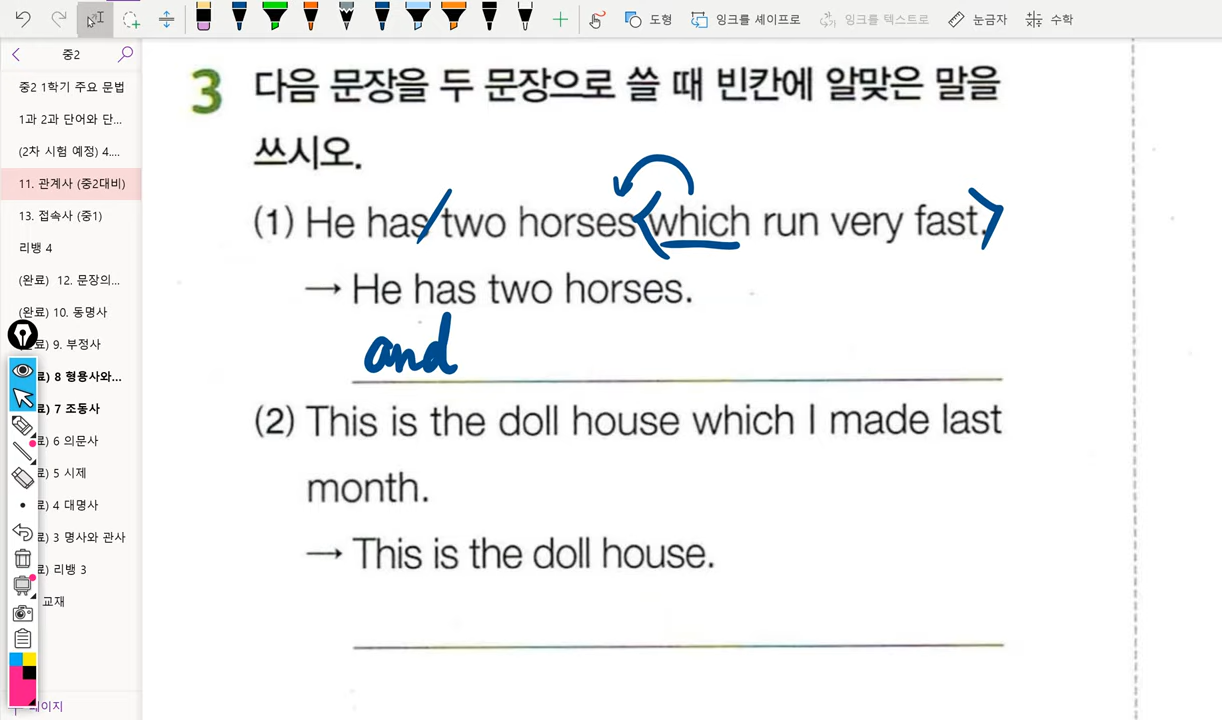 도형
잉크를 셰이프로
잉크를 텍스트로
눈금자
수학
중2
중2 1학기 주요 문법
1과 2과 단어와 단...
(2차 시험 예정) 4....
11. 관계사 (중2대비)
13. 접속사 (중1)
리뱅 4
(완료) 12. 문장의...
(완료) 10. 동명사
료) 9. 부정사
료) 8 형용사와...
료) 7 조동사
료) 6 의문사
료) 5 시제
료) 4 대명사
료) 3 명사와 관사
료) 리뱅 3
교재
페이지
3 다음 문장을 두 문장으로 쓸 때 빈칸에 알맞은 말을
쓰시오.
(1) He has two horses which run very fast.
→ He has two horses.
and
(2) This is the doll house which I made last
month.
→ This is the doll house.